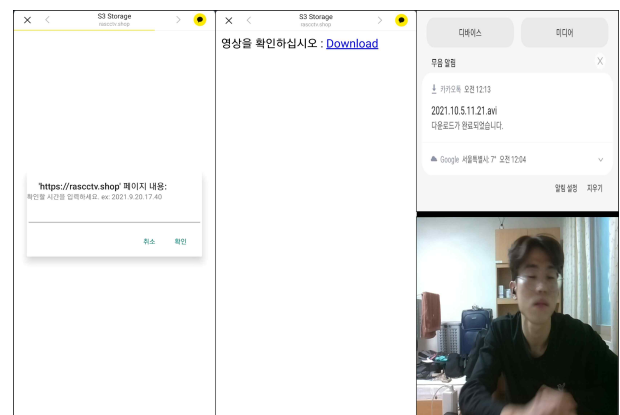 S3 Storage
rascctv.shop
'https://rascctv.shop' 페이지 내용:
확인할 시간을 입력하세요. ex: 2021.9.20.17.40
취소 확인
S3 Storage
rascctv.shop
영상을 확인하십시오 : Download
디바이스 미디어
무음 알림 X
카카오톡 오전 12:13
2021.10.5.11.21.avi
다운로드가 완료되었습니다.
Google 서울특별시: 7° 오전 12:04
알림 설정 지우기